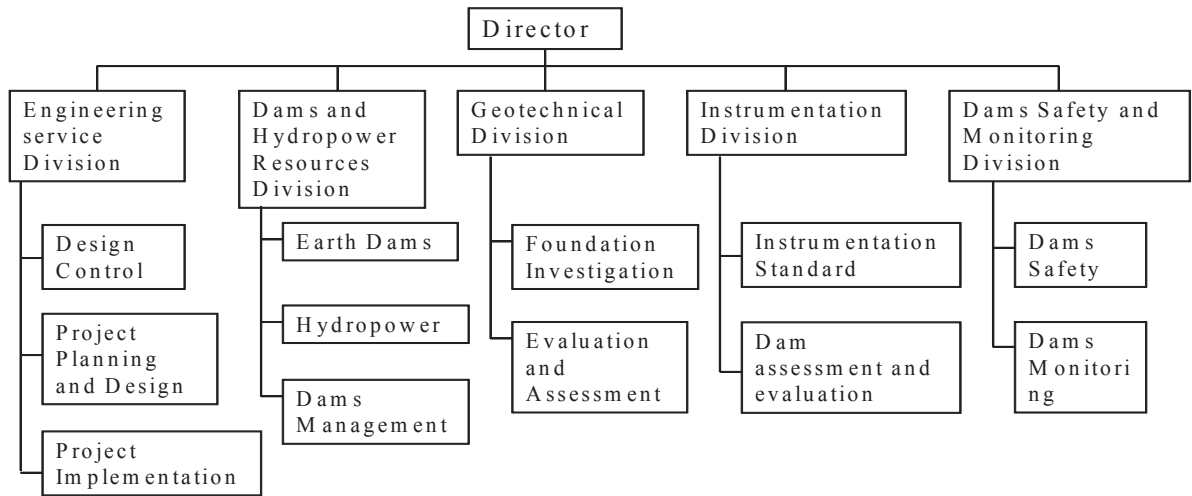 Director
Engineering
service
Division
Dams and
Hydropower
Resources
Division
Geotechnical
Division
Instrumentation
Division
Dams Safety and
Monitoring
Division
Design
Control
Project
Planning
and Design
Project
Implementation
Earth Dams
Hydropower
Dams
Management
Foundation
Investigation
Evaluation
and
Assessment
Instrumentation
Standard
Dam
assessment and
evaluation
Dams
Safety
Dams
Monitori
ng